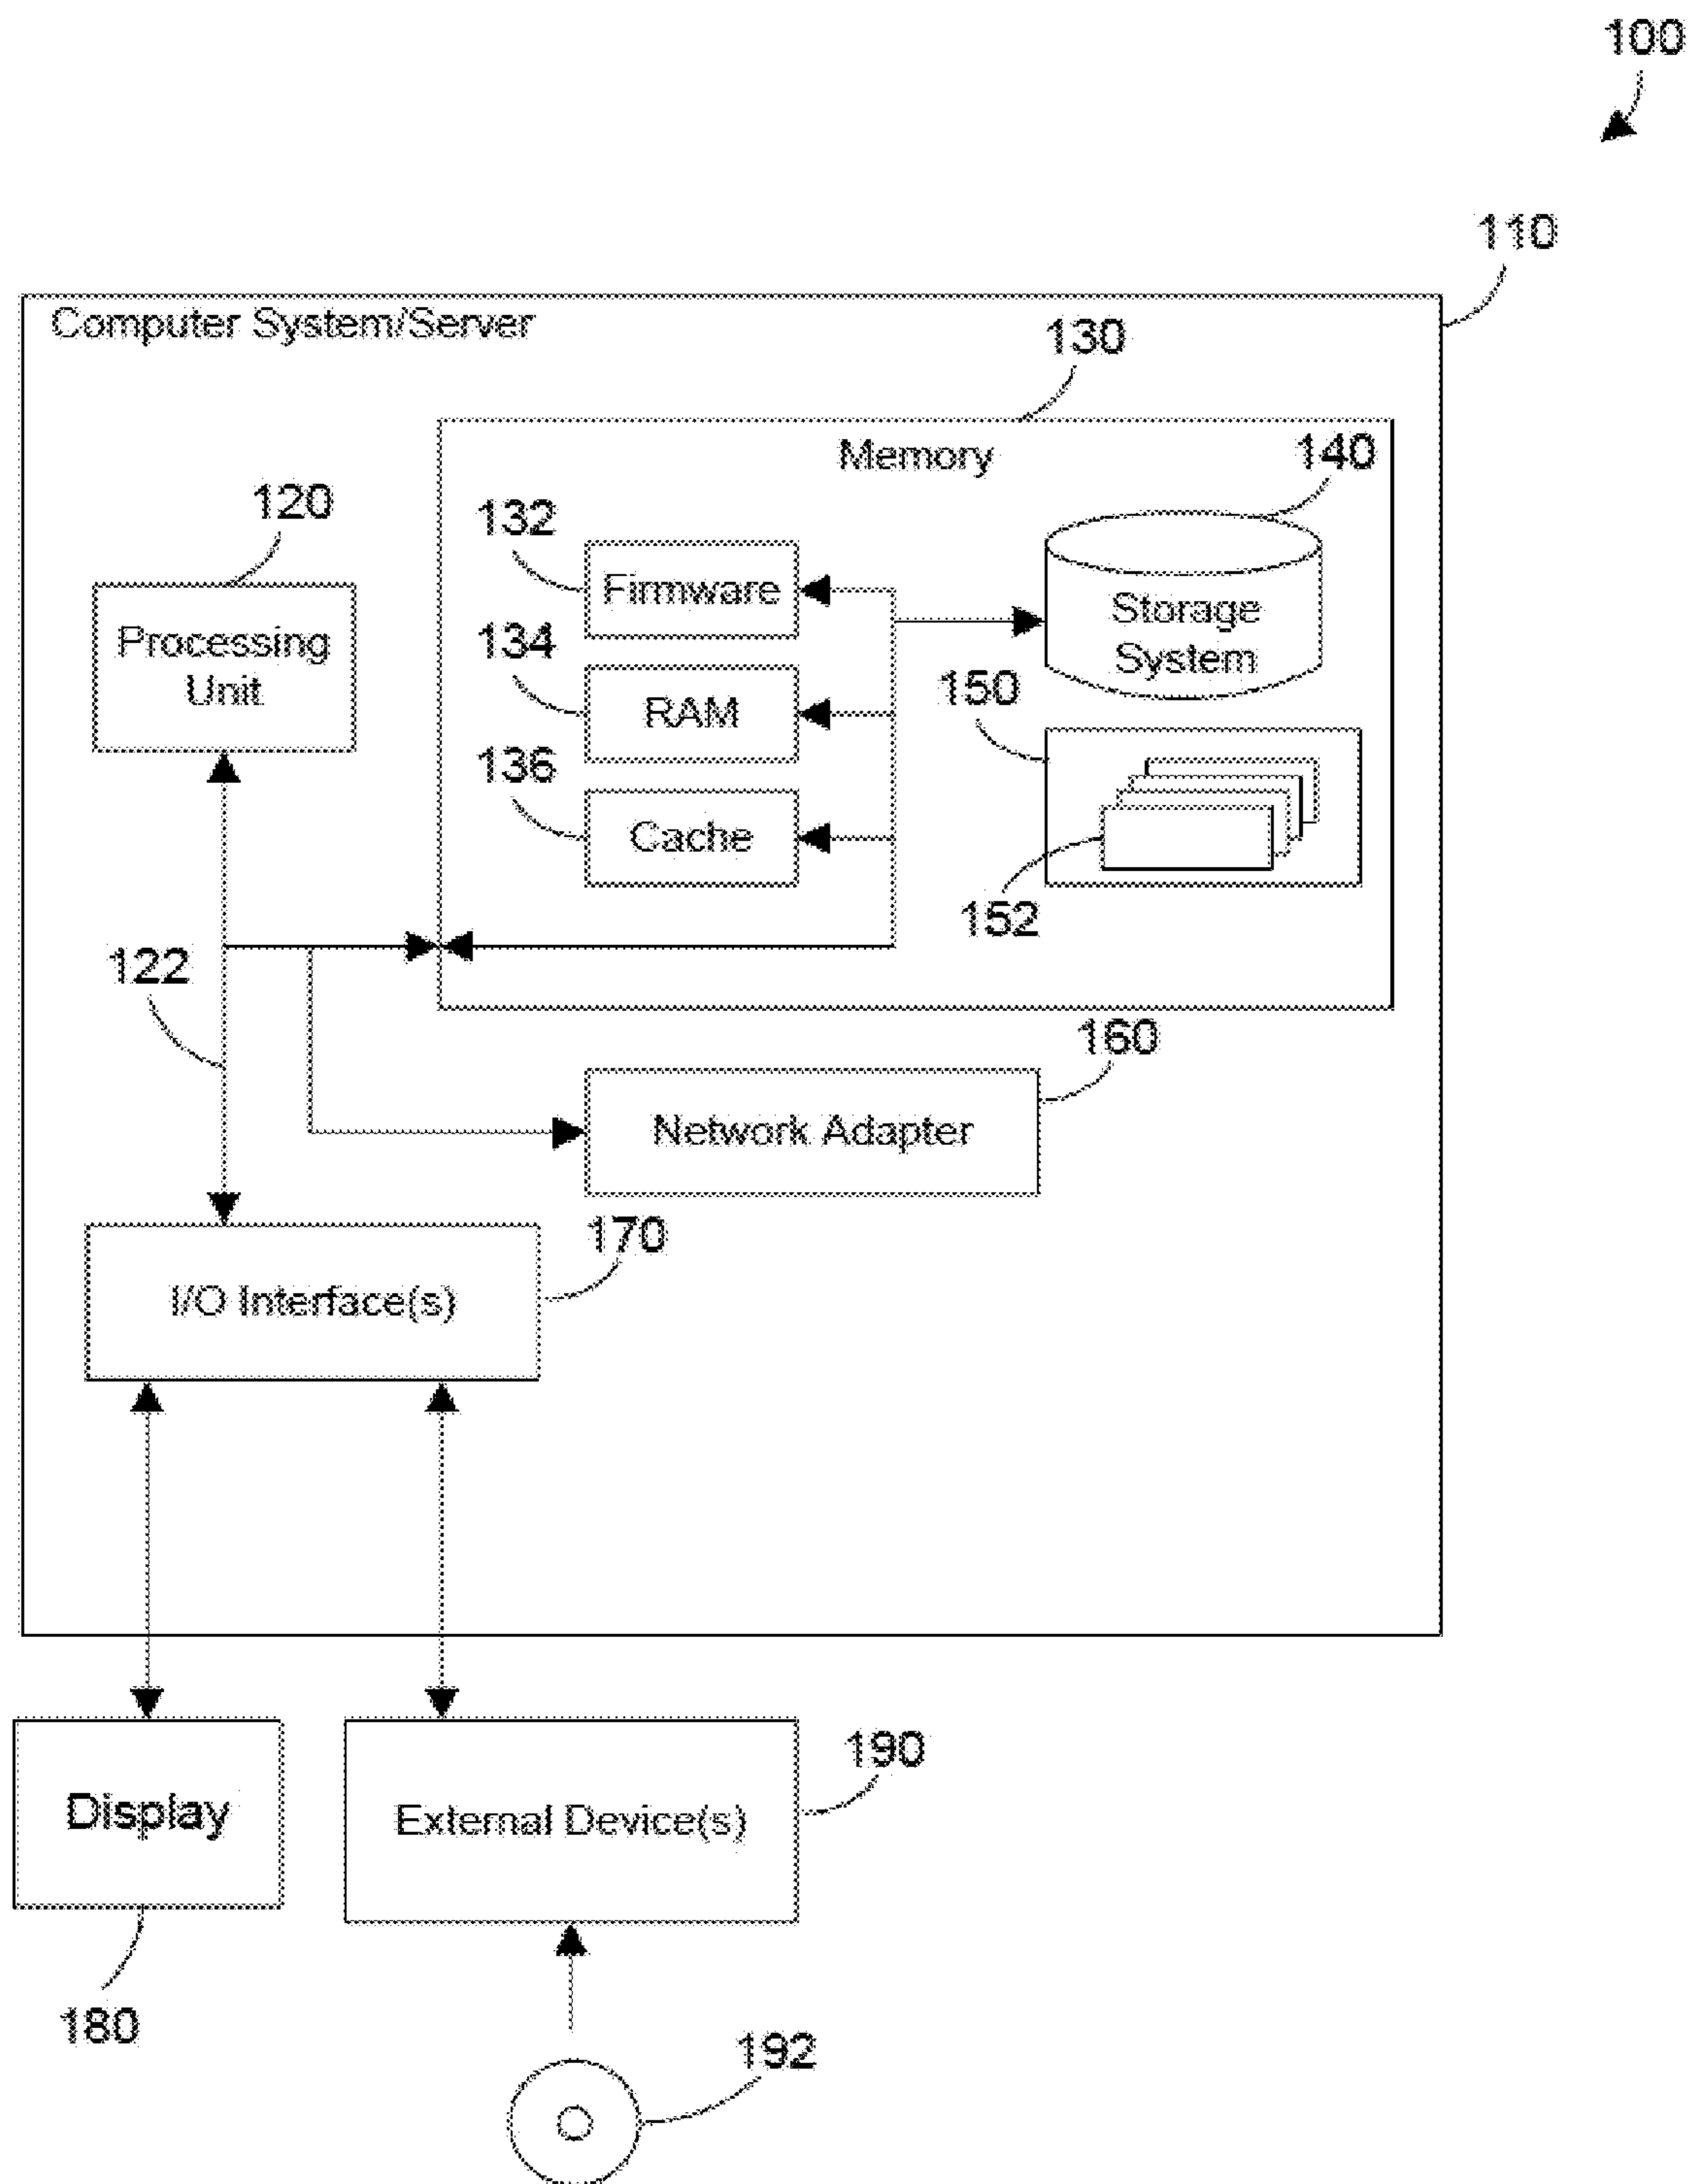 100
110
Computer System/Server
130
Memory
140
120
132
Firmware
Processing
Unit
134
RAM
Storage
System
150
136
Cache
152
122
160
Network Adapter
170
I/O Interface(s)
190
Display
External Device(s)
180
192